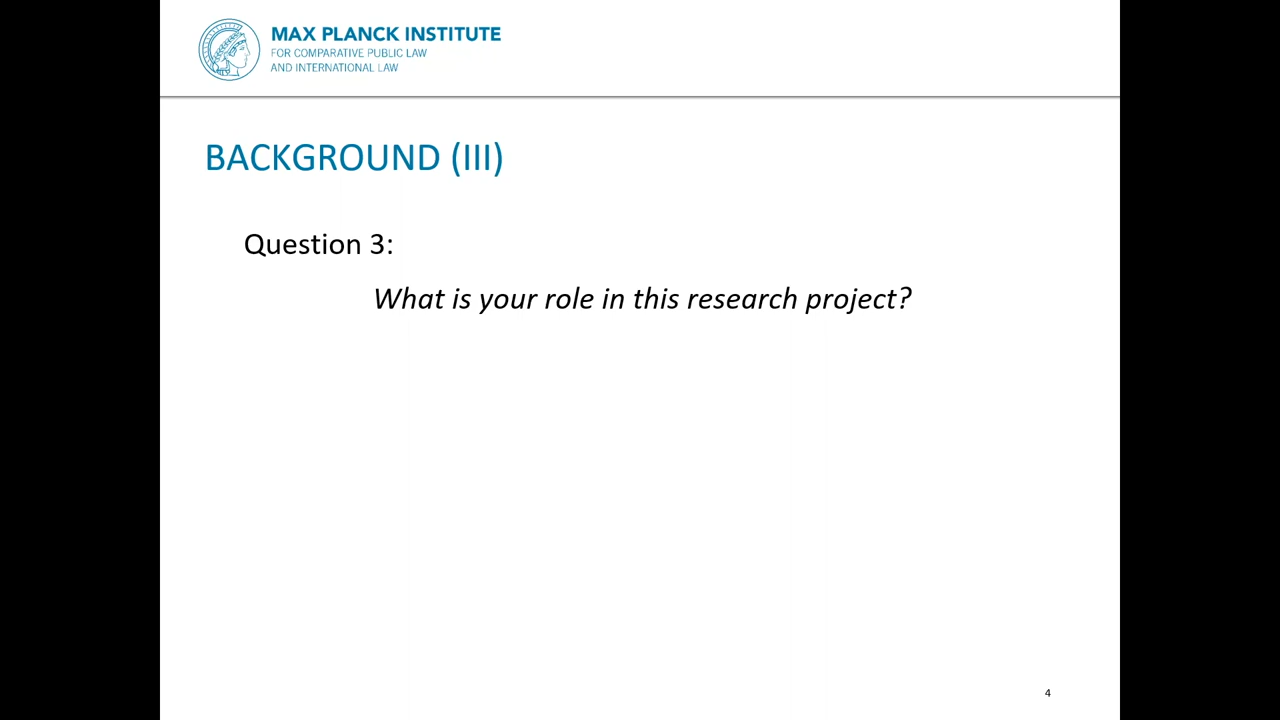 MAX PLANCK INSTITUTE
FOR COMPARATIVE PUBLIC LAW
AND INTERNATIONAL LAW
BACKGROUND (III)
Question 3:
What is your role in this research project?
4